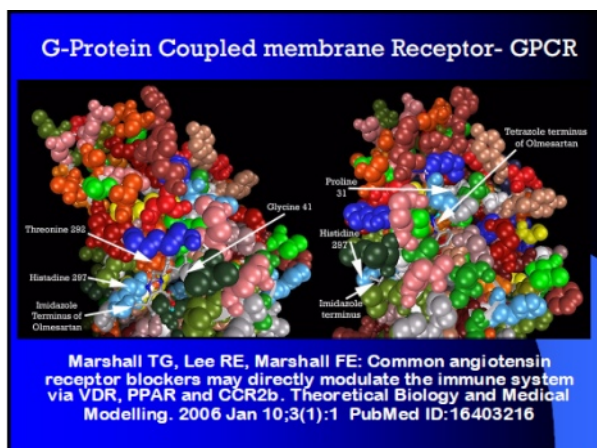 G-Protein Coupled membrane Receptor- GPCR
Tetrazole terminus
of Olmesartan
Proline
31
Glycine 41
Threonine 292
Histidine
297
Histadine 297
Imidazole
Terminus of
Olmesartan
Imidazole
terminus
Marshall TG, Lee RE, Marshall FE: Common angiotensin
receptor blockers may directly modulate the immune system
via VDR, PPAR and CCR2b. Theoretical Biology and Medical
Modelling. 2006 Jan 10;3(1):1 PubMed ID:16403216